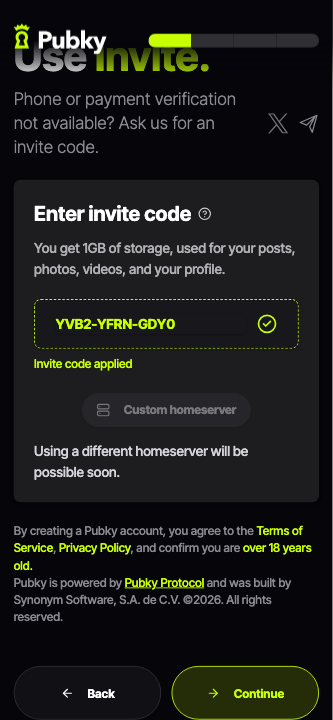 Pubky
Use invite.
Phone or payment verification
not available? Ask us for an
invite code.
Enter invite code
You get 1GB of storage, used for your posts,
photos, videos, and your profile.
YVB2-YFRN-GDY0
Invite code applied
Custom homeserver
Using a different homeserver will be
possible soon.
By creating a Pubky account, you agree to the Terms of
Service, Privacy Policy, and confirm you are over 18 years
old.
Pubky is powered by Pubky Protocol and was built by
Synonym Software, S.A. de C.V. ©2026. All rights
reserved.
Back
Continue